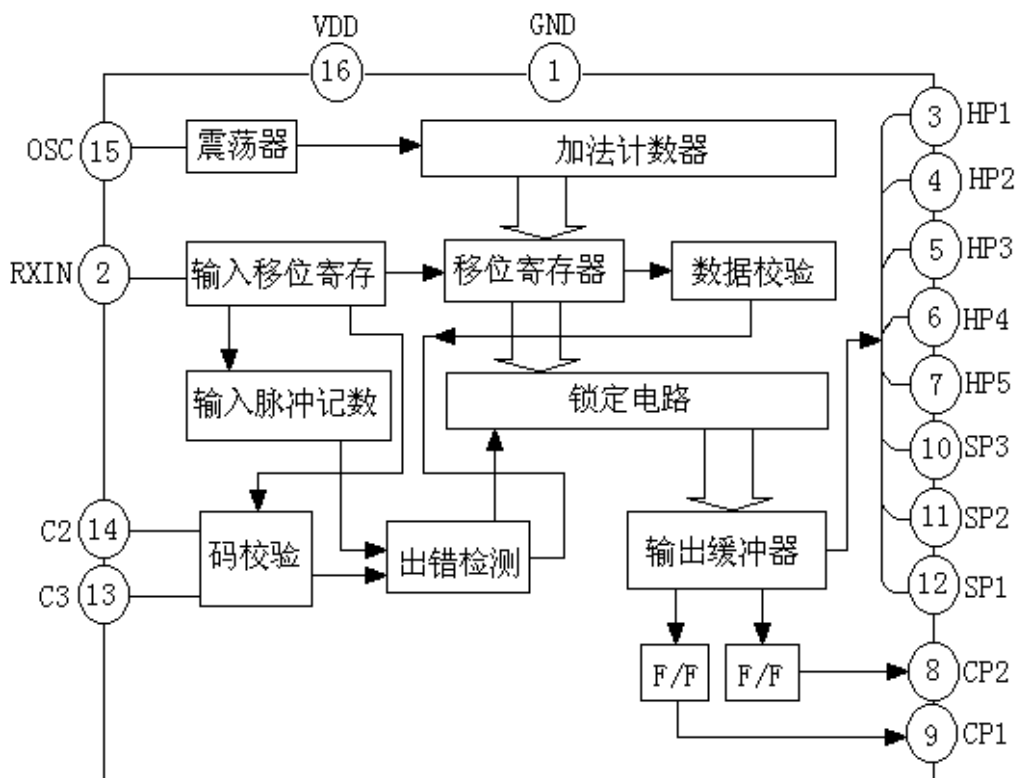 VDD
GND
16
1
OSC
15
震荡器
加法计数器
3
HP1
4
HP2
RXIN
2
输入移位寄存
移位寄存器
数据校验
5
HP3
6
HP4
输入脉冲记数
锁定电路
7
HP5
10
SP3
C2
14
码校验
出错检测
输出缓冲器
11
SP2
C3
13
12
SP1
F/F
F/F
8
CP2
9
CP1